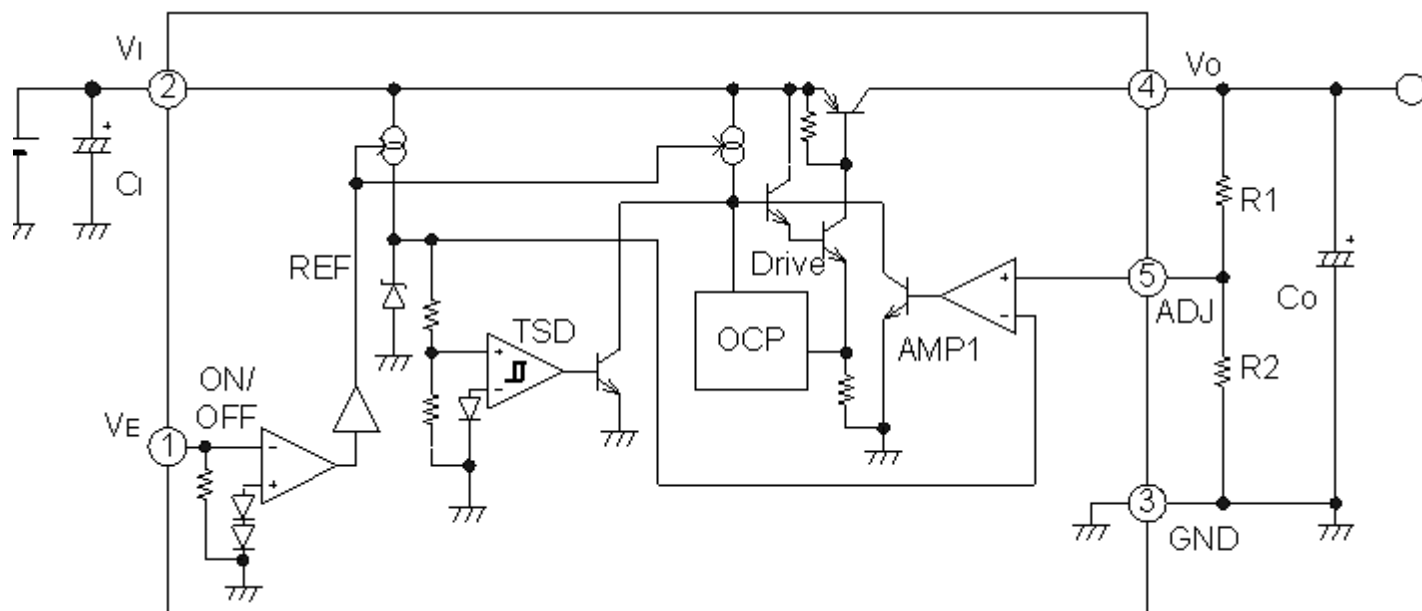 VI
2
VO
4
+
CI
+
R1
REF
Drive
5
ADJ
+
CO
TSD
+
−
OCP
AMP1
+
−
R2
ON/
OFF
VE
1
−
+
3
GND